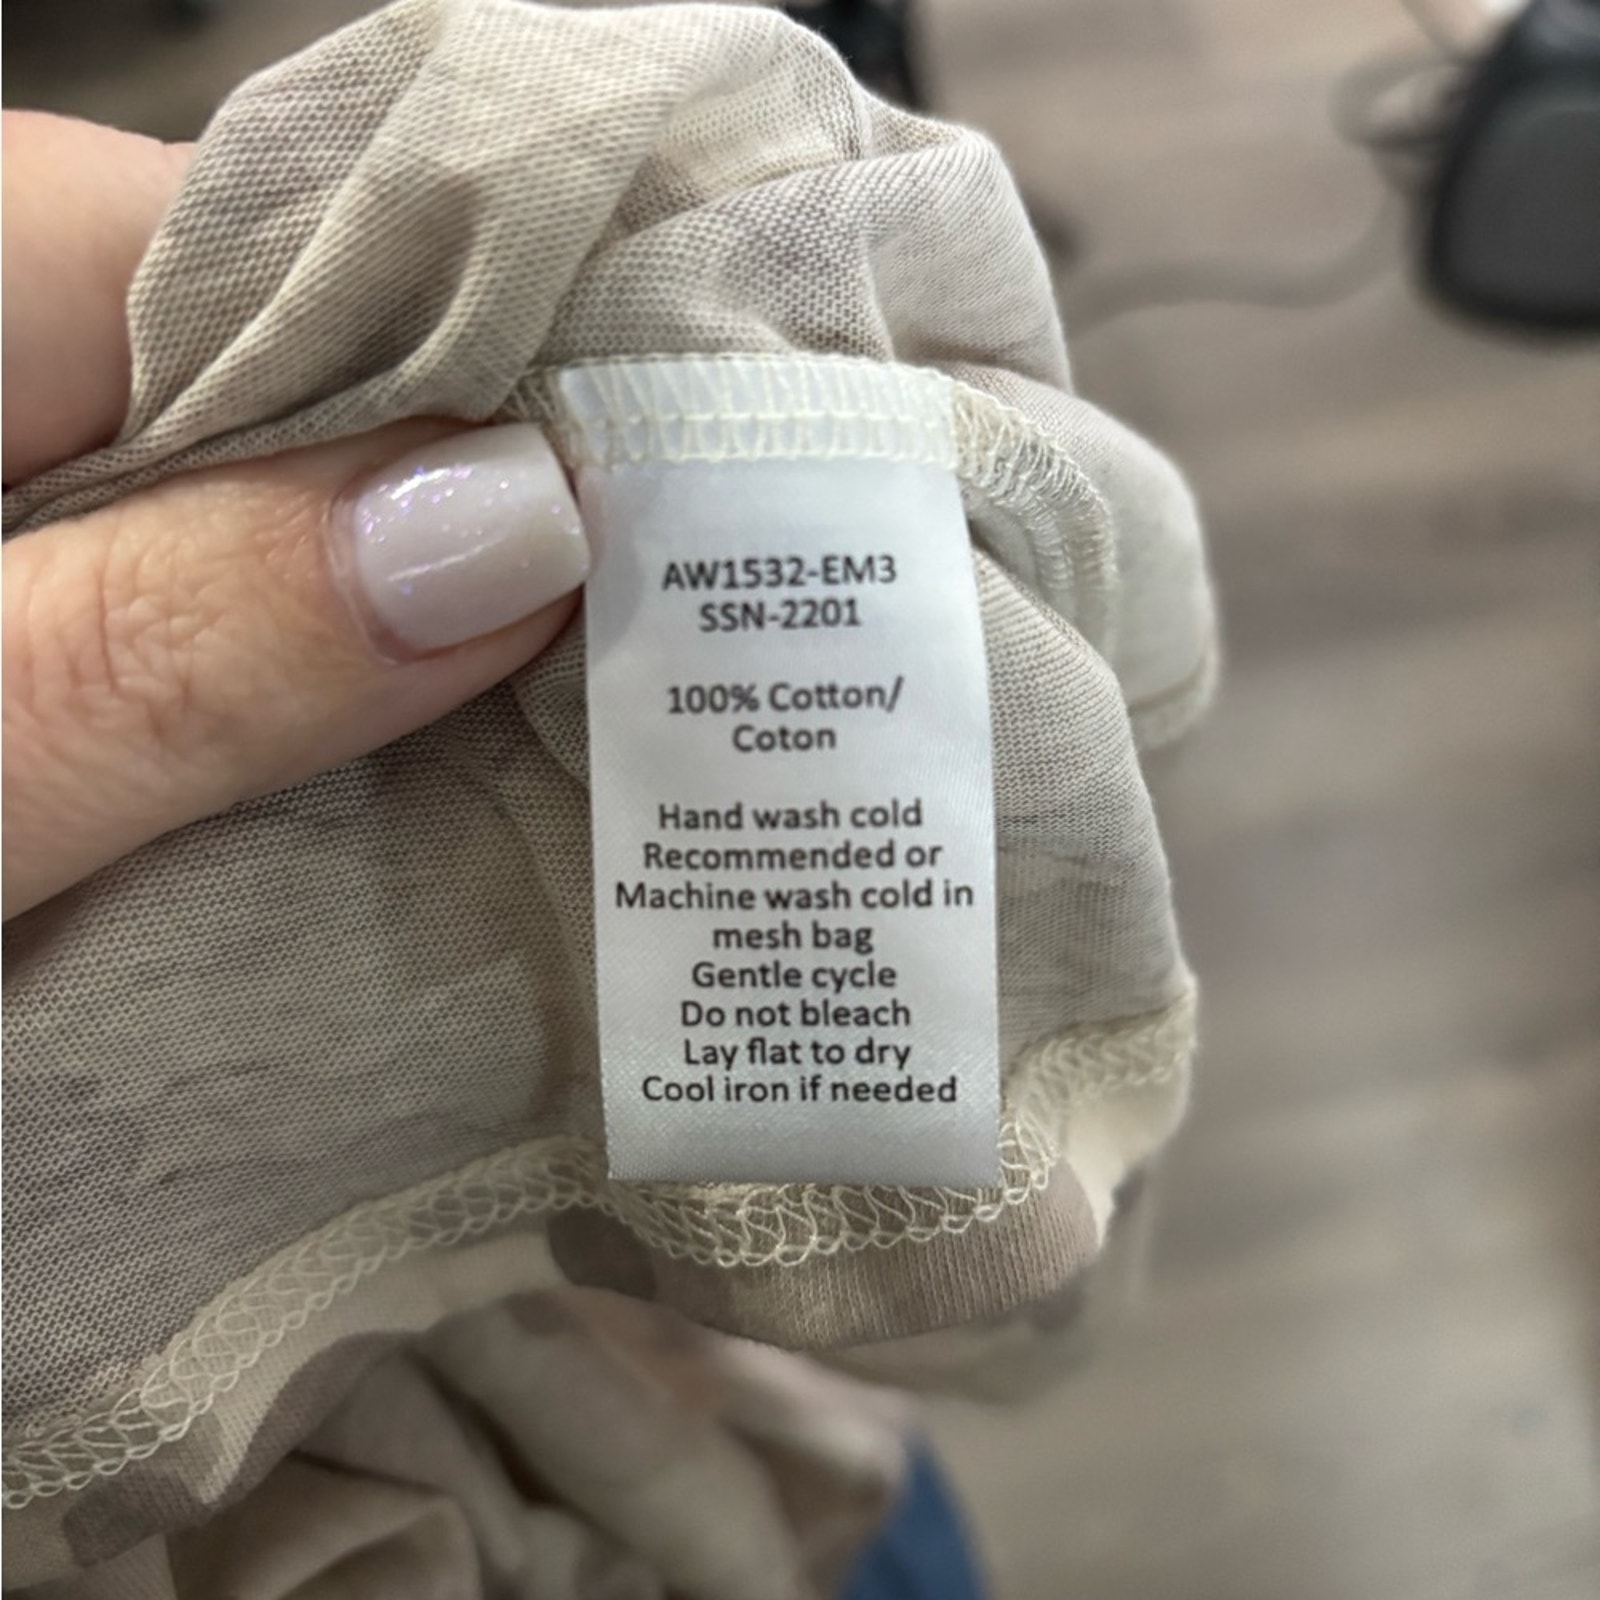 AW1532-EM3
SSN-2201
100% Cotton/
Coton
Hand wash cold
Recommended or
Machine wash cold in
mesh bag
Gentle cycle
Do not bleach
Lay flat to dry
Cool iron if needed